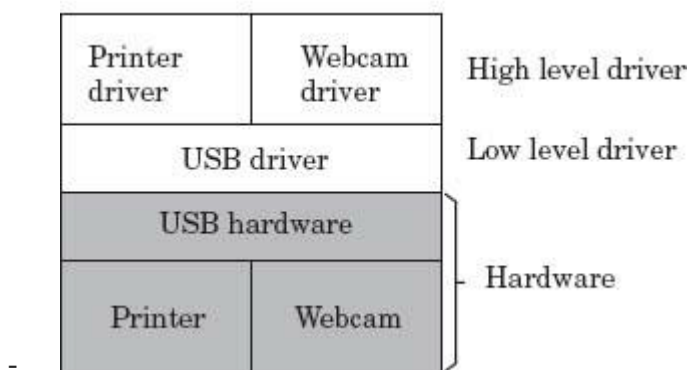 Printer
driver
Webcam
driver
High level driver
USB driver
Low level driver
USB hardware
Hardware
Printer
Webcam
-